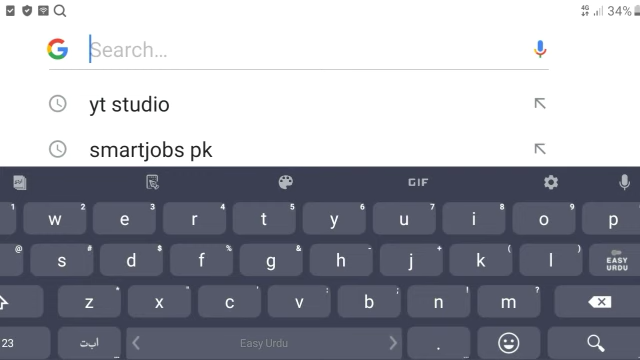 4G 34%
Search...
yt studio
smartjobs pk
GIF
1 2 3 4 5 6 7 8 9
w e r t y u i o p
@ # $ % & - + ( )
s d f g h j k l EASY URDU
* " ' : ; ! ?
z x c v b n m
23 ا ب ت Easy Urdu .